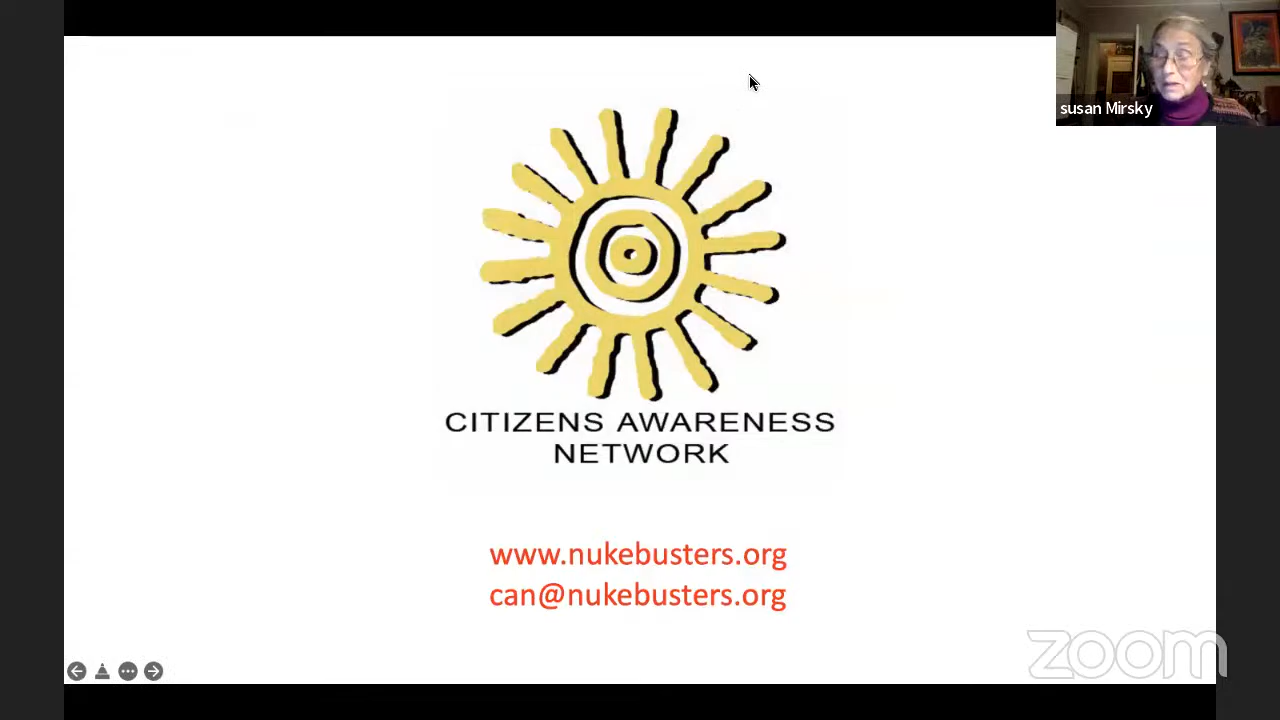 susan Mirsky
CITIZENS AWARENESS
NETWORK
www.nukebusters.org
can@nukebusters.org
zoom